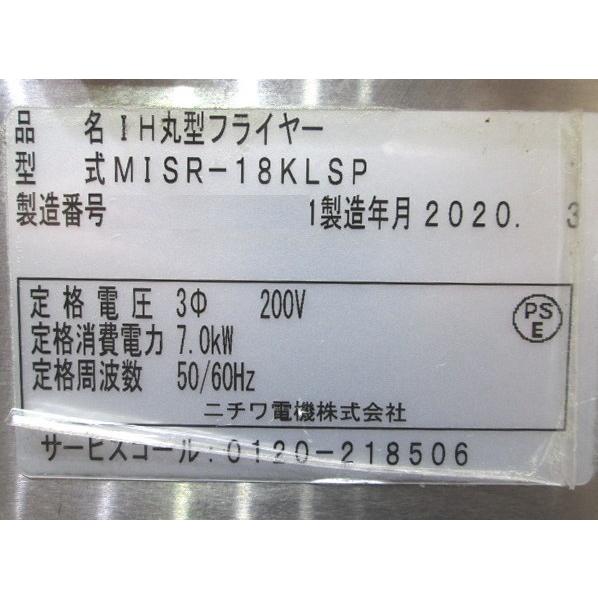 品 名 IH丸型フライヤー
型 式 MISR-18KLSP
製造番号 1 製造年月 2020. 3
定格電圧 3Φ 200V
定格消費電力 7.0kW
定格周波数 50/60Hz
PS
E
ニチワ電機株式会社
サービスコール:0120-218506